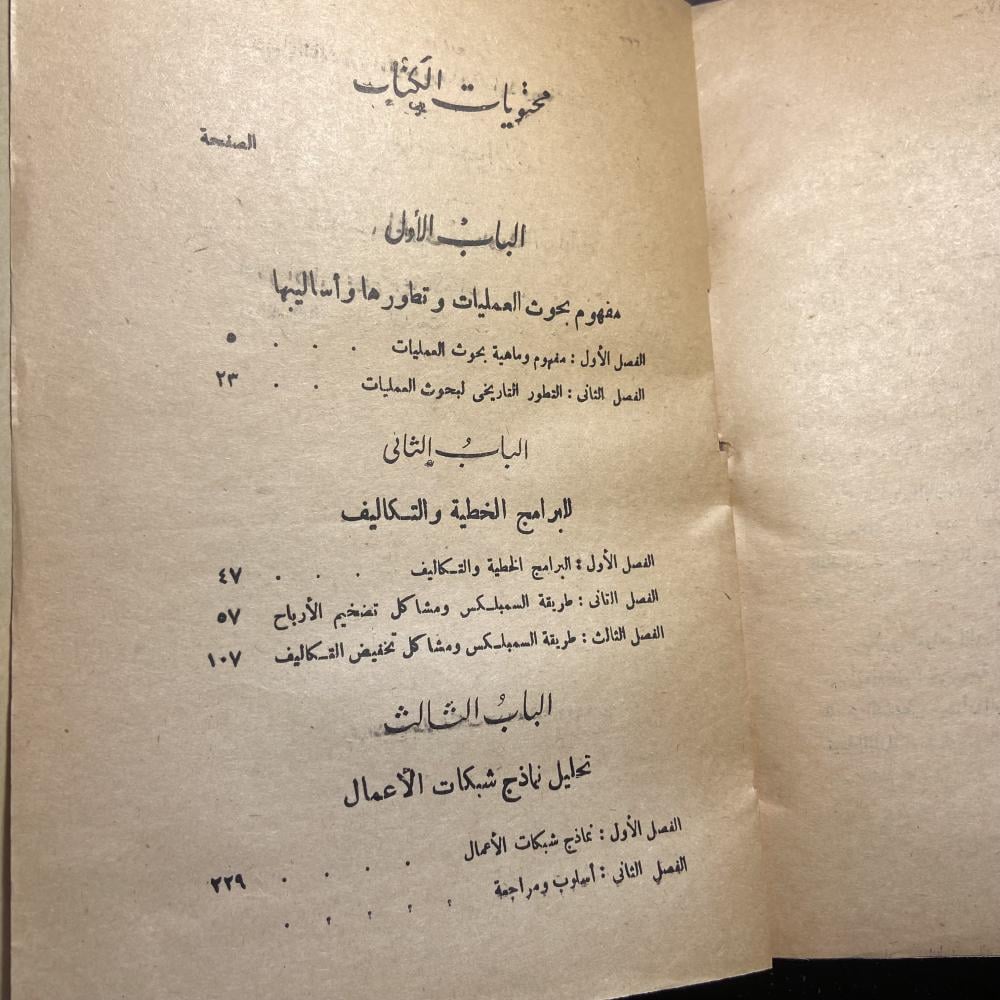 محتويات الكتاب
الصفحة
الباب الأول
مفهوم بحوث العمليات وتطورها وأساليبها
الفصل الأول : مفهوم وماهية بحوث العمليات . . . ٥
الفصل الثانى : التطور التاريخى لبحوث العمليات . . ٢٣
الباب الثانى
البرامج الخطية والتكاليف
الفصل الأول : البرامج الخطية والتكاليف . . . ٤٧
الفصل الثانى : طريقة السمبلكس ومشاكل تضخيم الأرباح ٥٧
الفصل الثالث : طريقة السمبلكس ومشاكل تخفيض التكاليف ١٠٧
الباب الثالث
تحليل نماذج شبكات الأعمال
الفصل الأول : نماذج شبكات الأعمال . . . . ٢٢٩
الفصل الثاني : أسلوب ومراجعة . . . . .